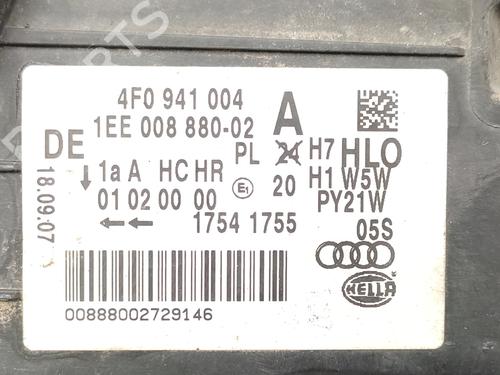 4F0 941 004 A
1EE 008 880-02
DE PL 24 H7 HLO
1a A HC HR E1 20 H1 W5W
01 02 00 00 PY21W
1754 1755 05S
18.09.07
HELLA
00888002729146